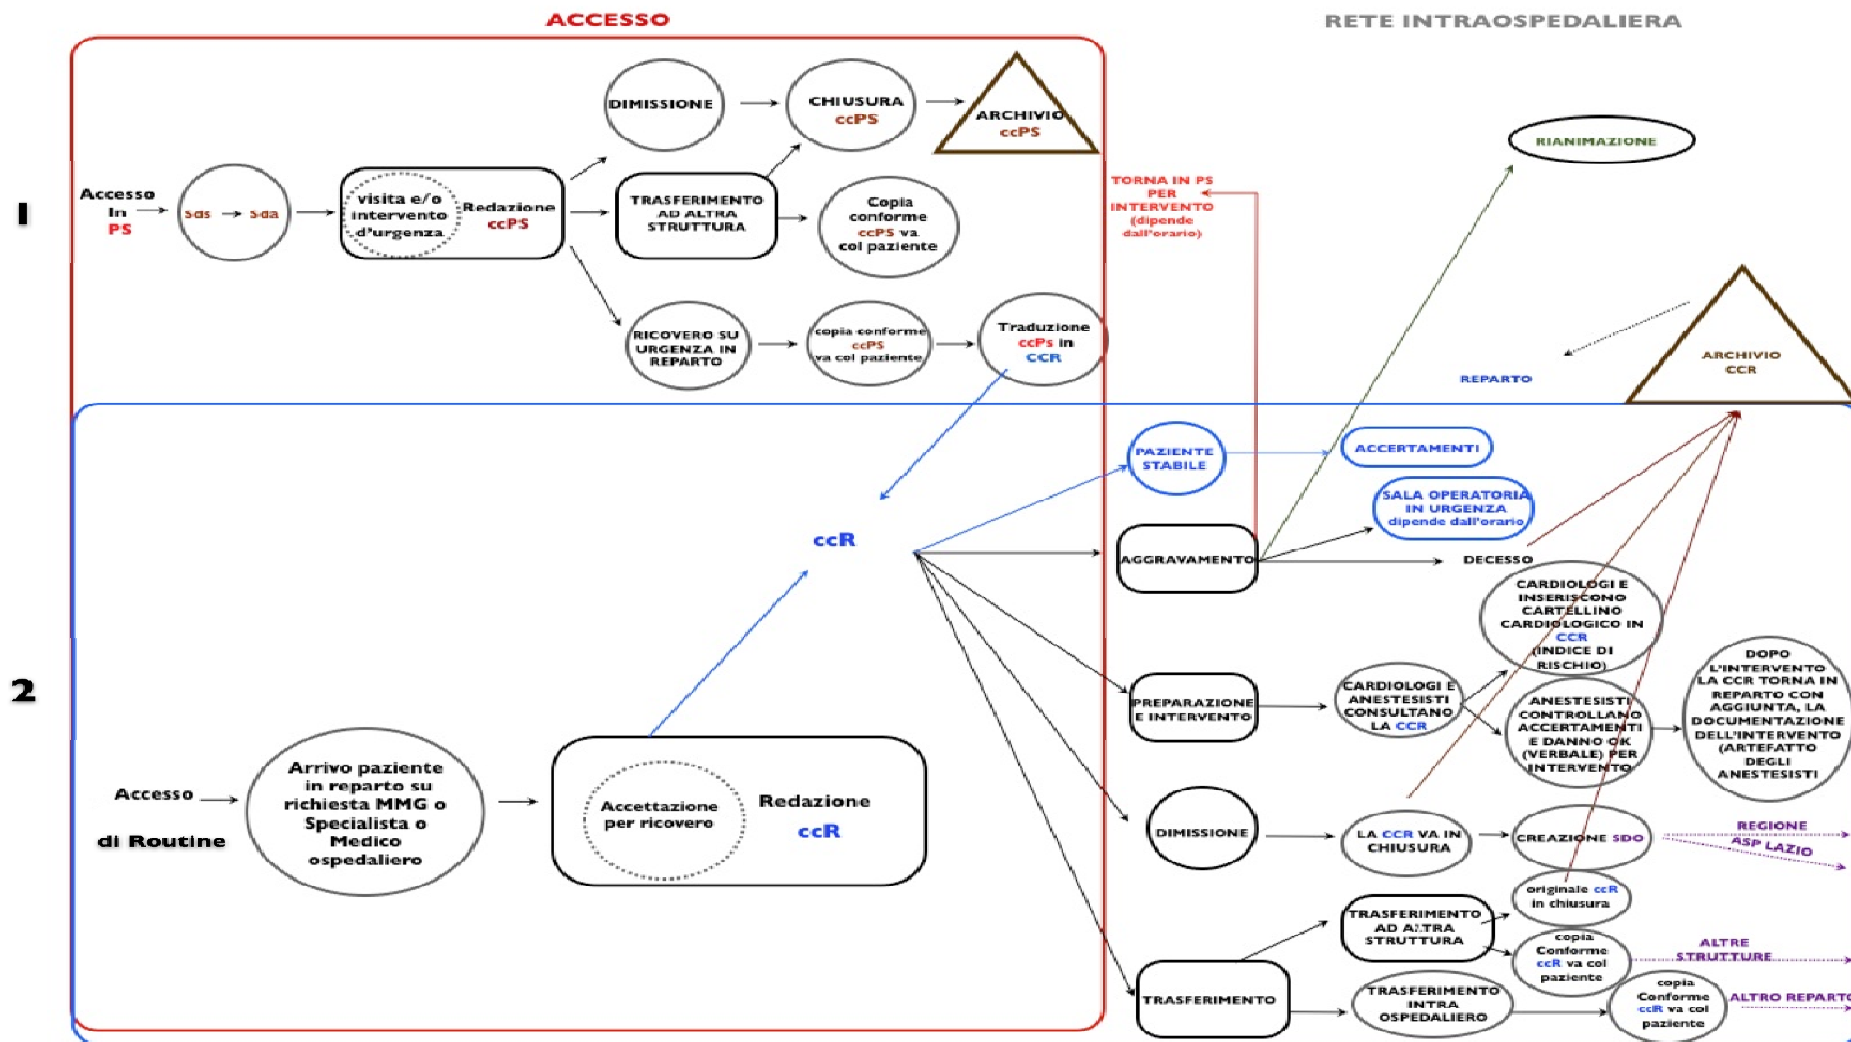 ACCESSO
RETE INTRAOSPEDALIERA
1
Accesso
In
PS
Sds
Sda
visita e/o
intervento
d'urgenza
Redazione
ccPS
DIMISSIONE
CHIUSURA
ccPS
ARCHIVIO
ccPS
TRASFERIMENTO
AD ALTRA
STRUTTURA
Copia
conforme
ccPS va
col paziente
RICOVERO SU
URGENZA IN
REPARTO
copia conforme
ccPS
va col paziente
Traduzione
ccPs in
CCR
TORNA IN PS
PER
INTERVENTO
(dipende
dall'orario)
RIANIMAZIONE
ARCHIVIO
CCR
REPARTO
2
Accesso
di Routine
Arrivo paziente
in reparto su
richiesta MMG o
Specialista o
Medico
ospedaliero
Accettazione
per ricovero
Redazione
ccR
ccR
PAZIENTE
STABILE
ACCERTAMENTI
SALA OPERATORIA
IN URGENZA
dipende dall'orario
AGGRAVAMENTO
DECESSO
PREPARAZIONE
E INTERVENTO
CARDIOLOGI E
ANESTESISTI
CONSULTANO
LA CCR
CARDIOLOGI E
INSERISCONO
CARTELLINO
CARDIOLOGICO IN
CCR
(INDICE DI
RISCHIO)
ANESTESISTI
CONTROLLANO
ACCERTAMENTI
E DANNO OK
(VERBALE) PER
INTERVENTO
DOPO
L'INTERVENTO
LA CCR TORNA IN
REPARTO CON
AGGIUNTA, LA
DOCUMENTAZIONE
DELL'INTERVENTO
(ARTEFATTO
DEGLI
ANESTESISTI
DIMISSIONE
LA CCR VA IN
CHIUSURA
CREAZIONE SDO
REGIONE
ASP LAZIO
TRASFERIMENTO
TRASFERIMENTO
AD ALTRA
STRUTTURA
originale ccR
in chiusura
copia
Conforme
ccR va col
paziente
ALTRE
STRUTTURE
TRASFERIMENTO
INTRA
OSPEDALIERO
copia
Conforme
ccR va col
paziente
ALTRO REPARTO